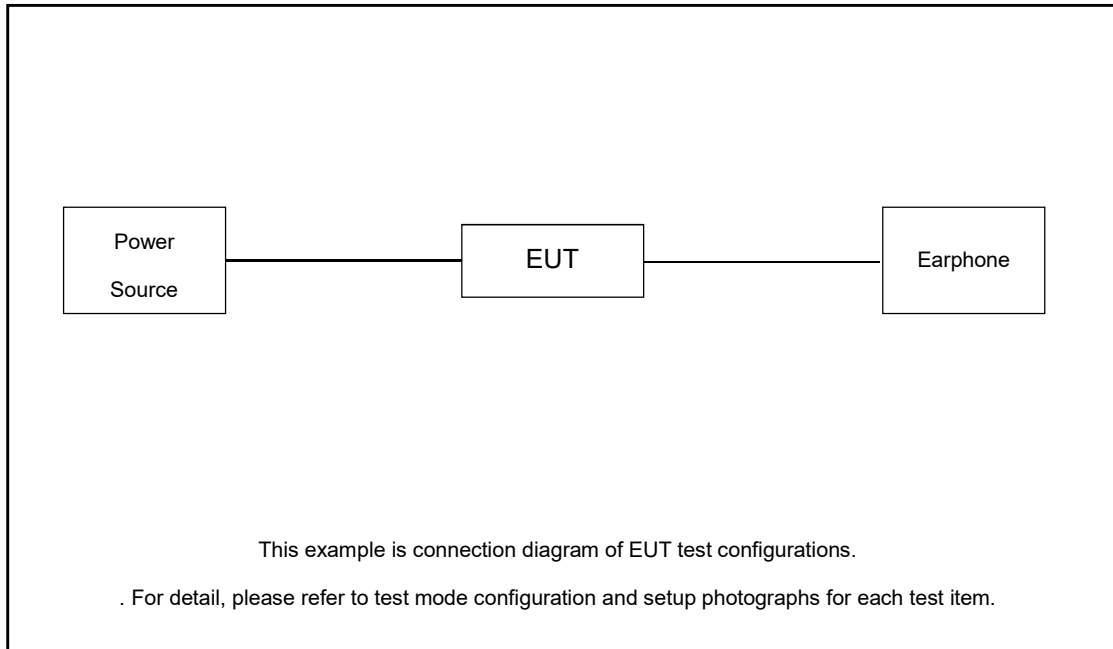 Power
Source
EUT
Earphone
This example is connection diagram of EUT test configurations.
. For detail, please refer to test mode configuration and setup photographs for each test item.